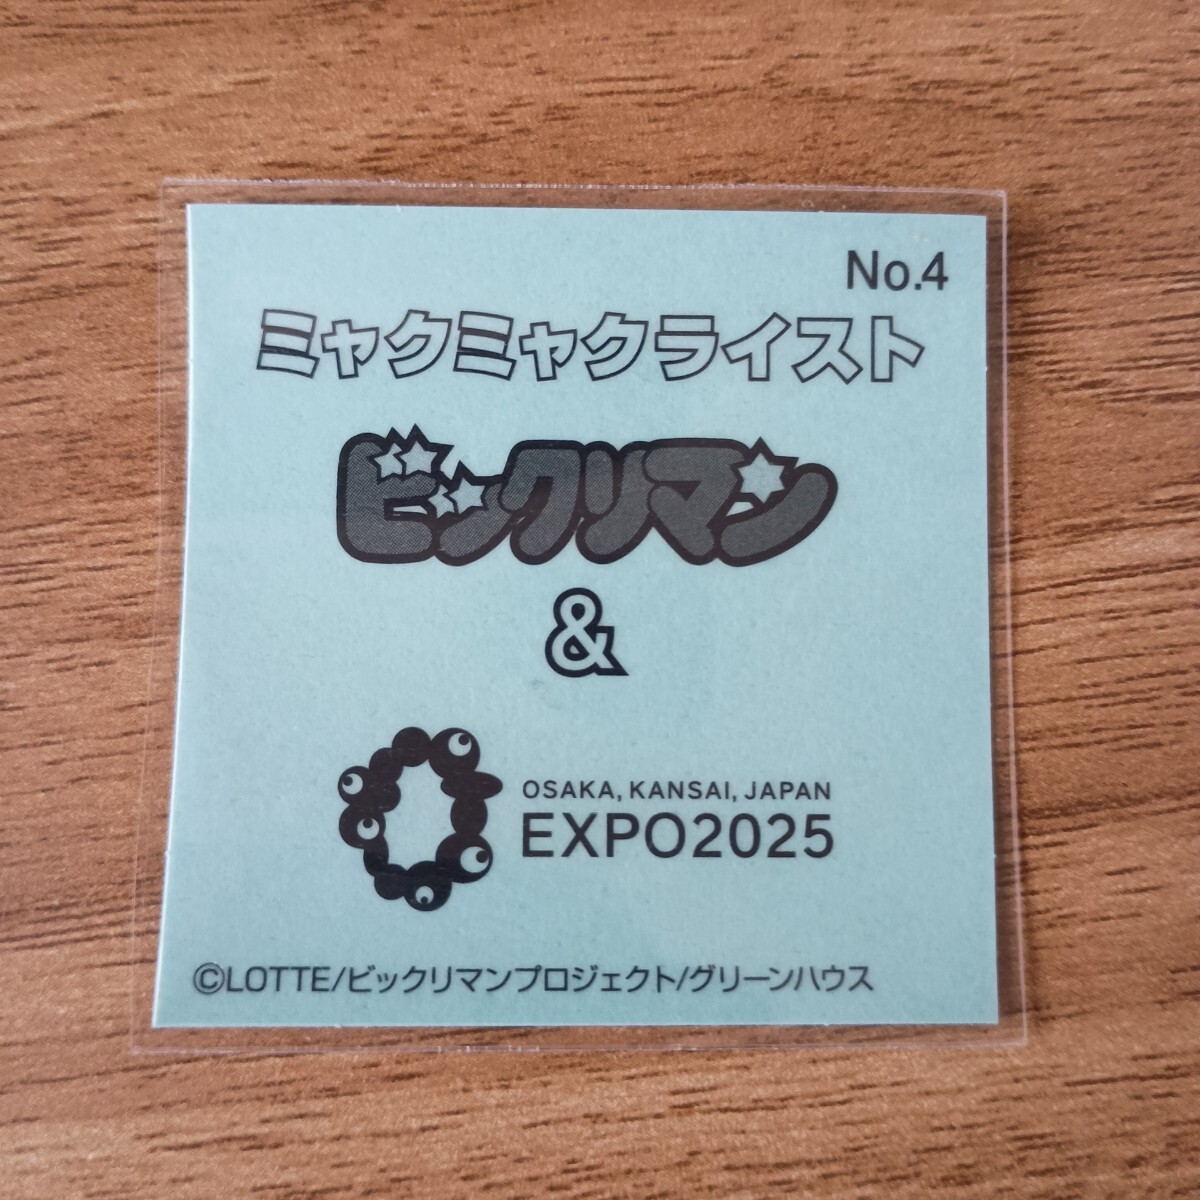 No.4
ミャクミャクライスト
ビックリマン
&
OSAKA, KANSAI, JAPAN
EXPO2025
©LOTTE/ビックリマンプロジェクト/グリーンハウス